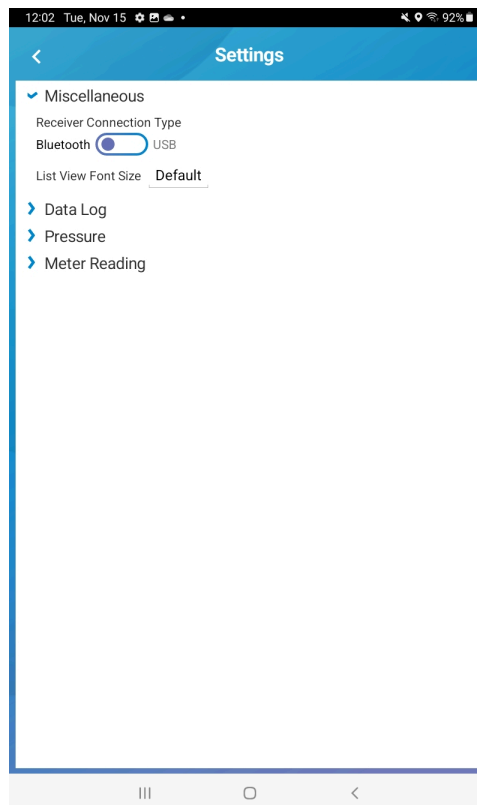 12:02 Tue, Nov 15 92%
Settings
Miscellaneous
Receiver Connection Type
Bluetooth USB
List View Font Size Default
Data Log
Pressure
Meter Reading